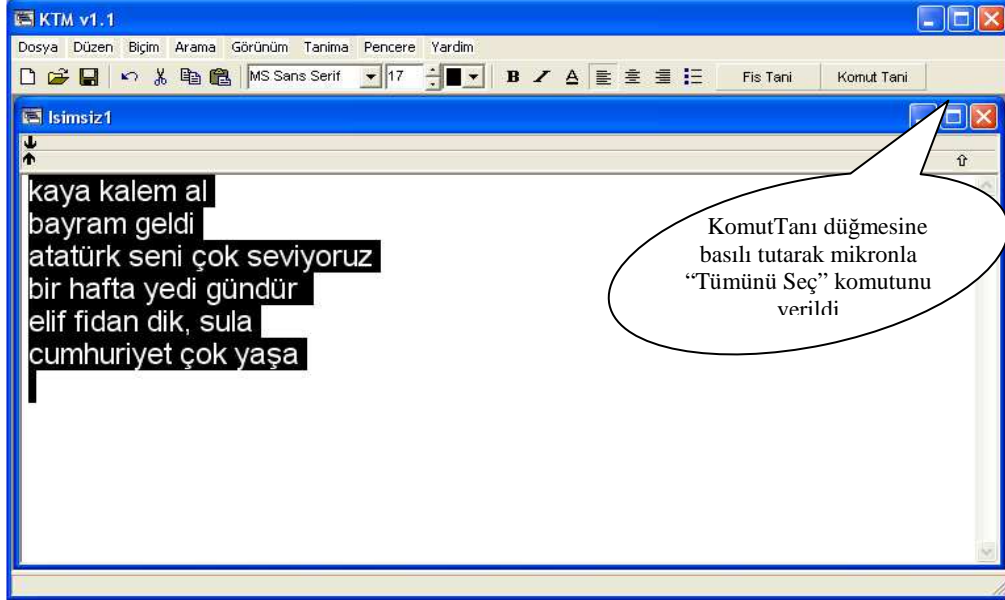 KTM v1.1
Dosya Düzen Biçim Arama Görünüm Tanima Pencere Yardim
MS Sans Serif 17 B Fis Tani Komut Tani
Isimsiz1
kaya kalem al
bayram geldi
atatürk seni çok seviyoruz
bir hafta yedi gündür
elif fidan dik, sula
cumhuriyet çok yaşa
KomutTanı düğmesine
basılı tutarak mikronla
“Tümünü Seç” komutunu
verildi